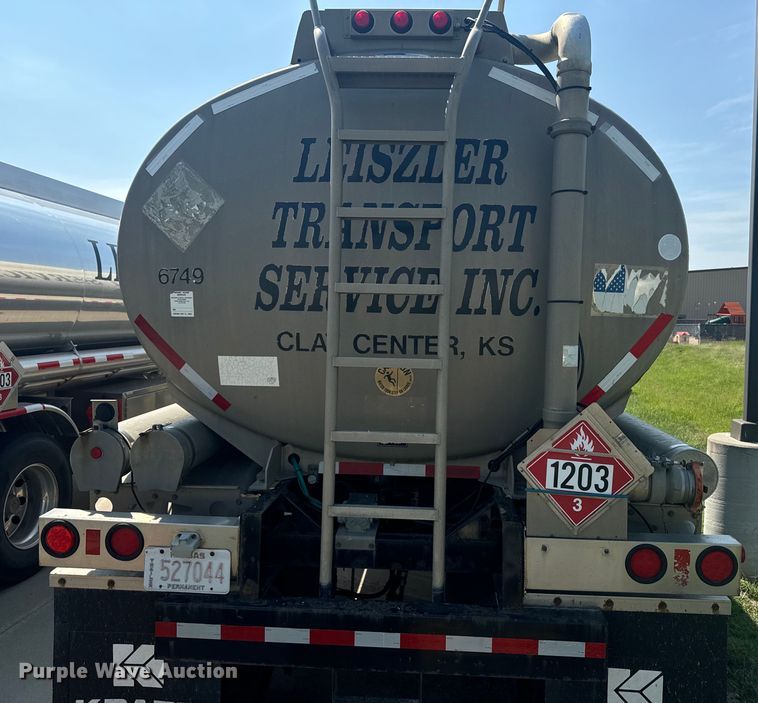 LEISZLER
TRANSPORT
SERVICE INC.
6749
CLAY CENTER, KS
1203
3
527044
PERMANENT
Purple Wave Auction